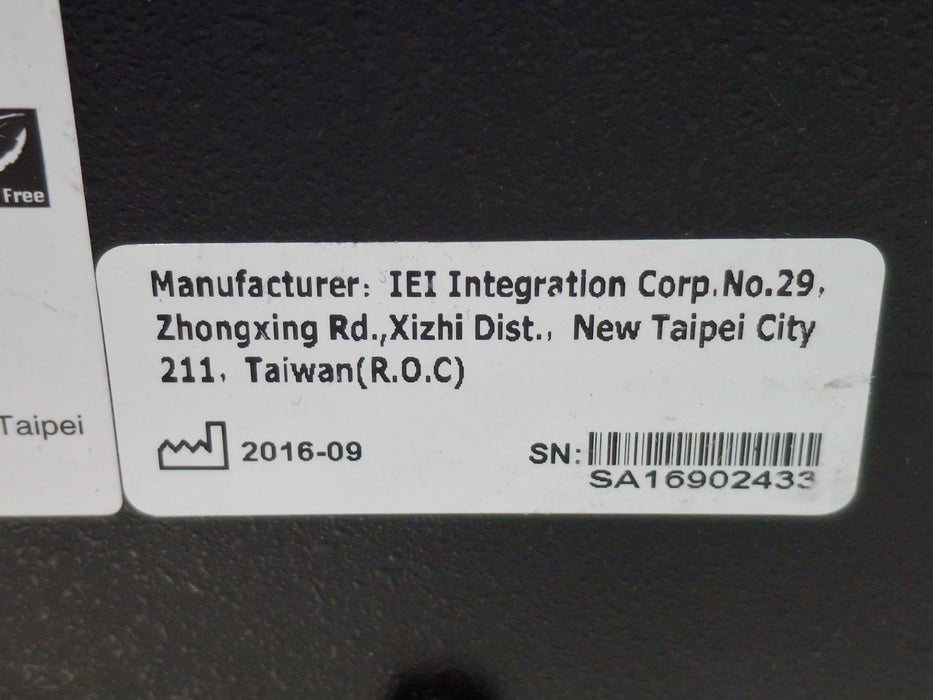 Free
Manufacturer: IEI Integration Corp.No.29,
Zhongxing Rd.,Xizhi Dist., New Taipei City
211, Taiwan(R.O.C)
Taipei
2016-09
SN:
SA16902433